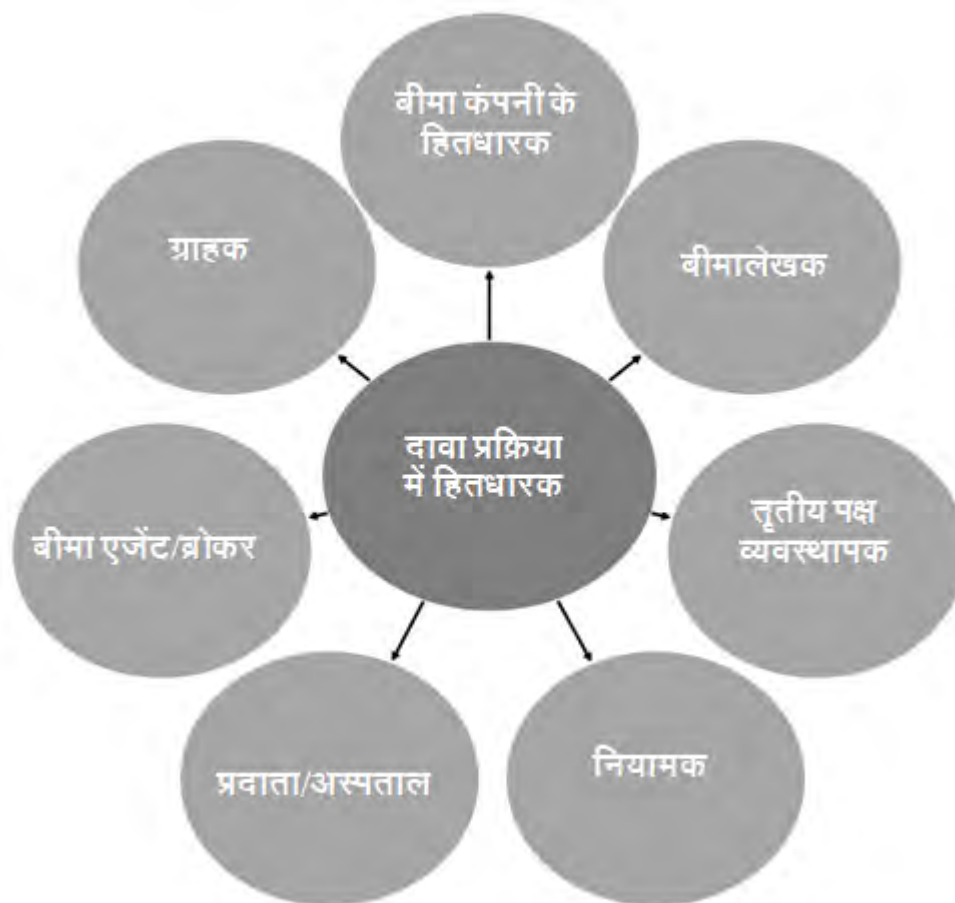 बीमा कंपनी के
हितधारक
ग्राहक
बीमालेखक
दावा प्रक्रिया
में हितधारक
बीमा एजेंट/ब्रोकर
तृतीय पक्ष
व्यवस्थापक
प्रदाता/अस्पताल
नियामक